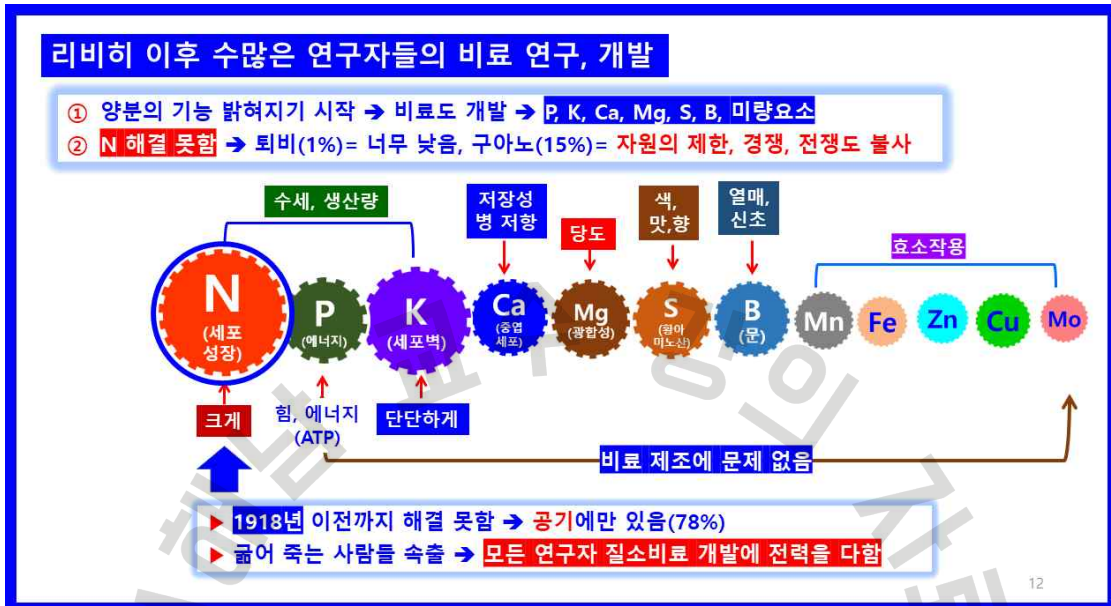 리비히 이후 수많은 연구자들의 비료 연구, 개발
① 양분의 기능 밝혀지기 시작 ➔ 비료도 개발 ➔ P, K, Ca, Mg, S, B, 미량요소
② N 해결 못함 ➔ 퇴비(1%)= 너무 낮음, 구아노(15%)= 자원의 제한, 경쟁, 전쟁도 불사
수세, 생산량
저장성
병 저항
당도
색,
맛,향
열매,
신초
효소작용
N
(세포
성장)
P
(에너지)
K
(세포벽)
Ca
(중엽
세포)
Mg
(광합성)
S
(황아
미노산)
B
(문)
Mn
Fe
Zn
Cu
Mo
크게
힘, 에너지
(ATP)
단단하게
비료 제조에 문제 없음
▶ 1918년 이전까지 해결 못함 ➔ 공기에만 있음(78%)
▶ 굶어 죽는 사람들 속출 ➔ 모든 연구자 질소비료 개발에 전력을 다함
12